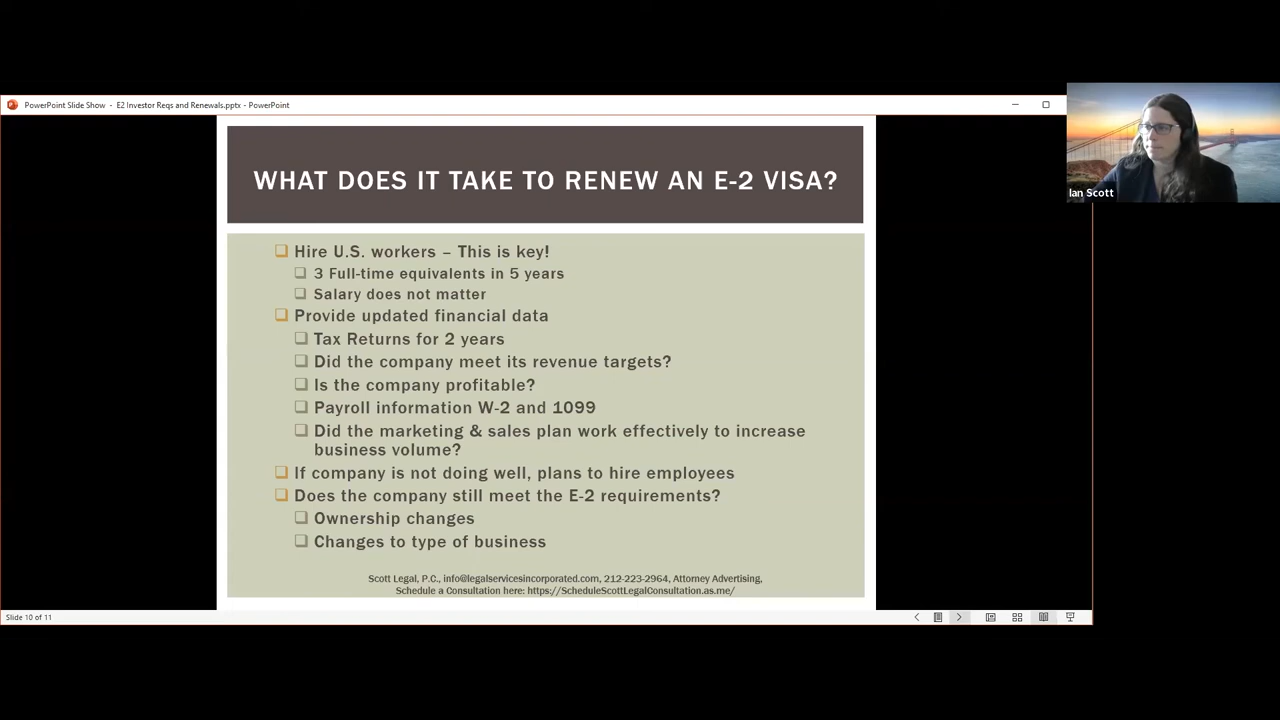 PowerPoint Slide Show - E2 Investor Reqs and Renewals.pptx - PowerPoint
Ian Scott
WHAT DOES IT TAKE TO RENEW AN E-2 VISA?
Hire U.S. workers – This is key!
3 Full-time equivalents in 5 years
Salary does not matter
Provide updated financial data
Tax Returns for 2 years
Did the company meet its revenue targets?
Is the company profitable?
Payroll information W-2 and 1099
Did the marketing & sales plan work effectively to increase
business volume?
If company is not doing well, plans to hire employees
Does the company still meet the E-2 requirements?
Ownership changes
Changes to type of business
Scott Legal, P.C., info@legalservicesincorporated.com, 212-223-2964, Attorney Advertising,
Schedule a Consultation here: https://ScheduleScottLegalConsultation.as.me/
Slide 10 of 11